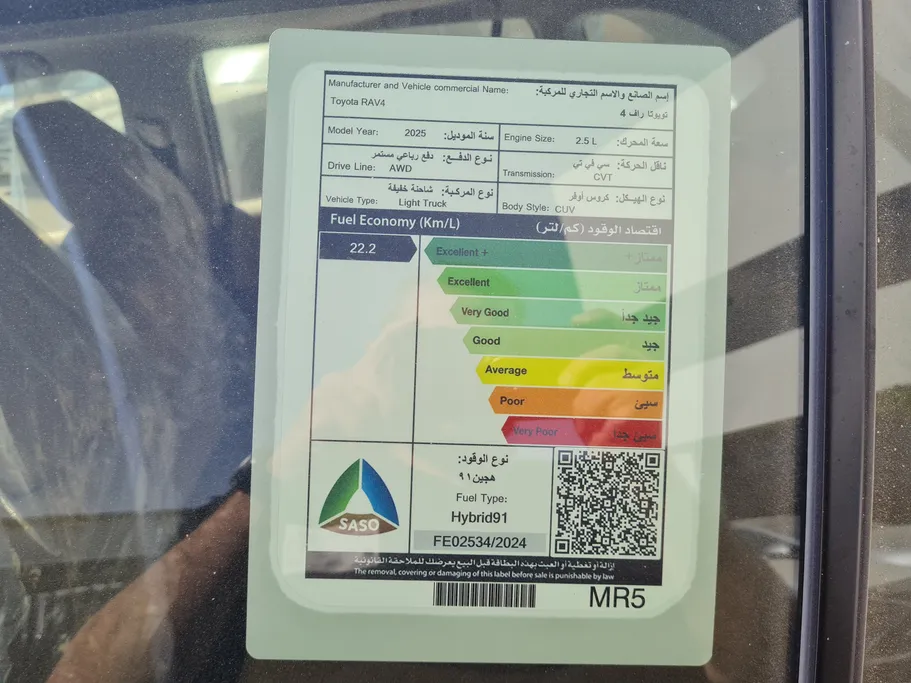 Manufacturer and Vehicle commercial Name: إسم الصانع والاسم التجاري للمركبة:
Toyota RAV4 تويوتا راف 4
Model Year: 2025 سنة الموديل: Engine Size: 2.5 L سعة المحرك:
نوع الدفع: دفع رباعي مستمر ناقل الحركة: سي في تي
Drive Line: AWD Transmission: CVT
نوع المركبة: شاحنة خفيفة نوع الهيكل: كروس أوفر
Vehicle Type: Light Truck Body Style: CUV
Fuel Economy (Km/L) اقتصاد الوقود (كم/لتر)
22.2 Excellent + ممتاز+
Excellent ممتاز
Very Good جيد جداً
Good جيد
Average متوسط
Poor سيئ
Very Poor سيئ جداً
نوع الوقود:
هجين٩١
Fuel Type:
Hybrid91
SASO
FE02534/2024
إزالة أو تغطية أو العبث بهذه البطاقة قبل البيع يعرضك للملاحقة القانونية
The removal, covering or damaging of this label before sale is punishable by law
MR5